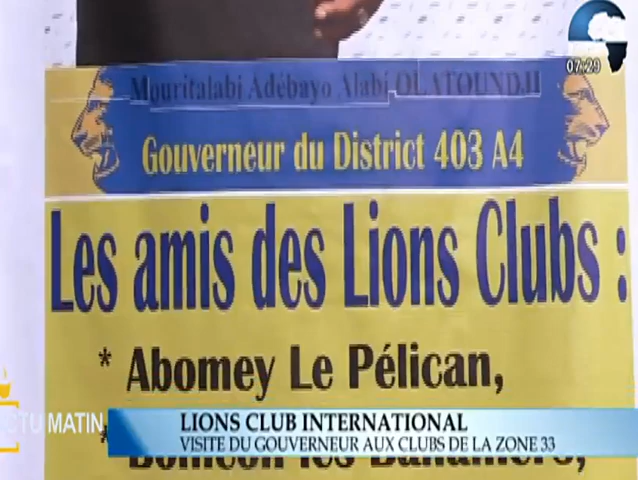 07:29
Mouritalabi Adébayo Alabi OLATOUNDJI
Gouverneur du District 403 A4
Les amis des Lions Clubs :
* Abomey Le Pélican,
CTU MATIN
LIONS CLUB INTERNATIONAL
VISITE DU GOUVERNEUR AUX CLUBS DE LA ZONE 33